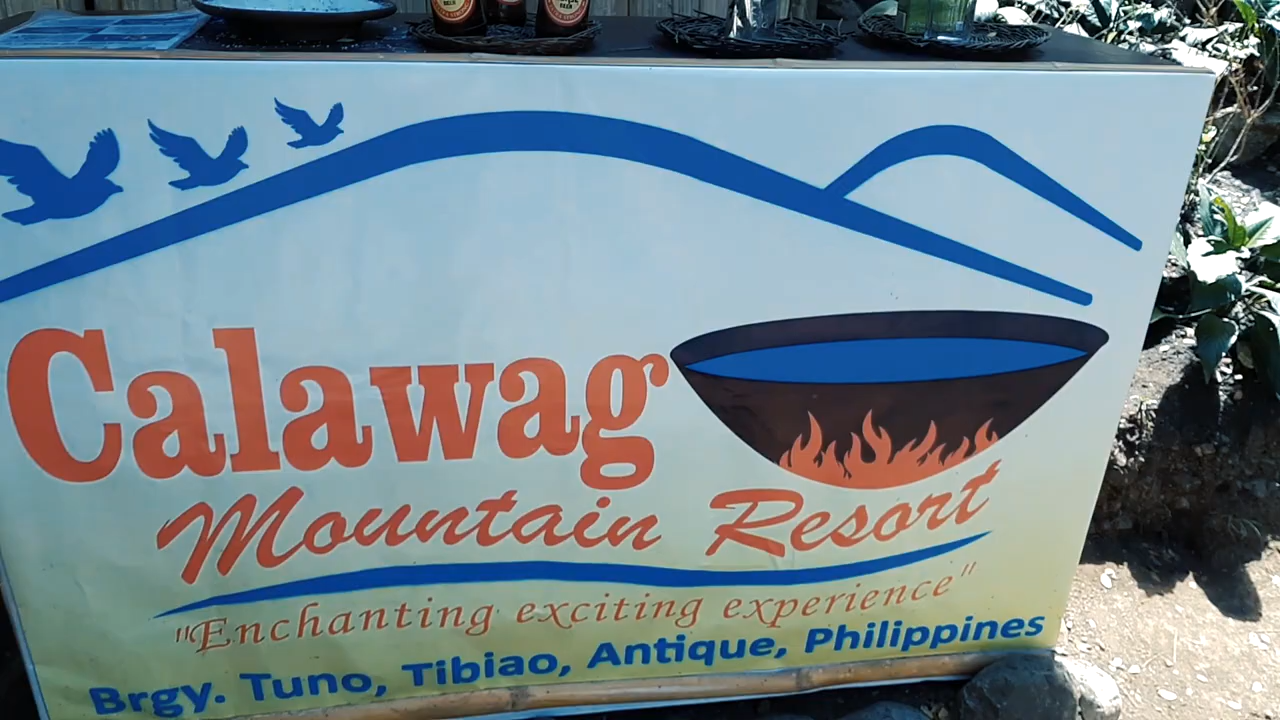 Calawag
Mountain Resort
"Enchanting exciting experience"
Brgy. Tuno, Tibiao, Antique, Philippines